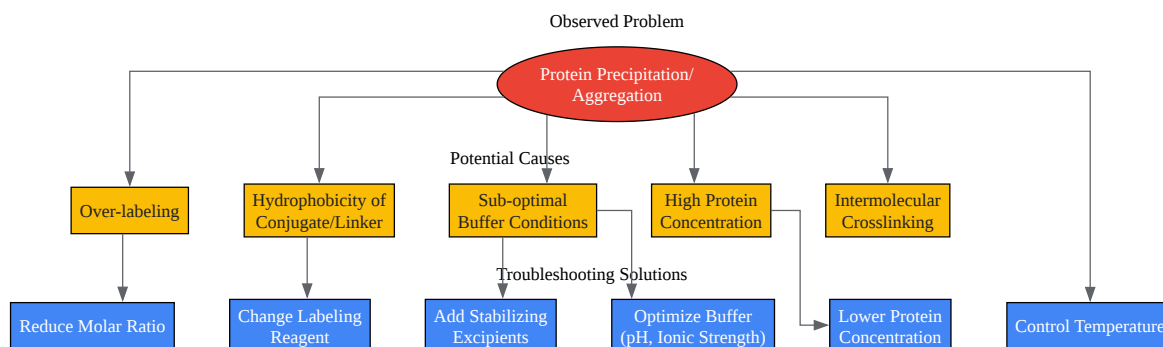 Observed Problem
Protein Precipitation/
Aggregation
Potential Causes
Over-labeling
Hydrophobicity of
Conjugate/Linker
Sub-optimal
Buffer Conditions
High Protein
Concentration
Intermolecular
Crosslinking
Troubleshooting Solutions
Reduce Molar Ratio
Change Labeling
Reagent
Add Stabilizing
Excipients
Optimize Buffer
(pH, Ionic Strength)
Lower Protein
Concentration
Control Temperature